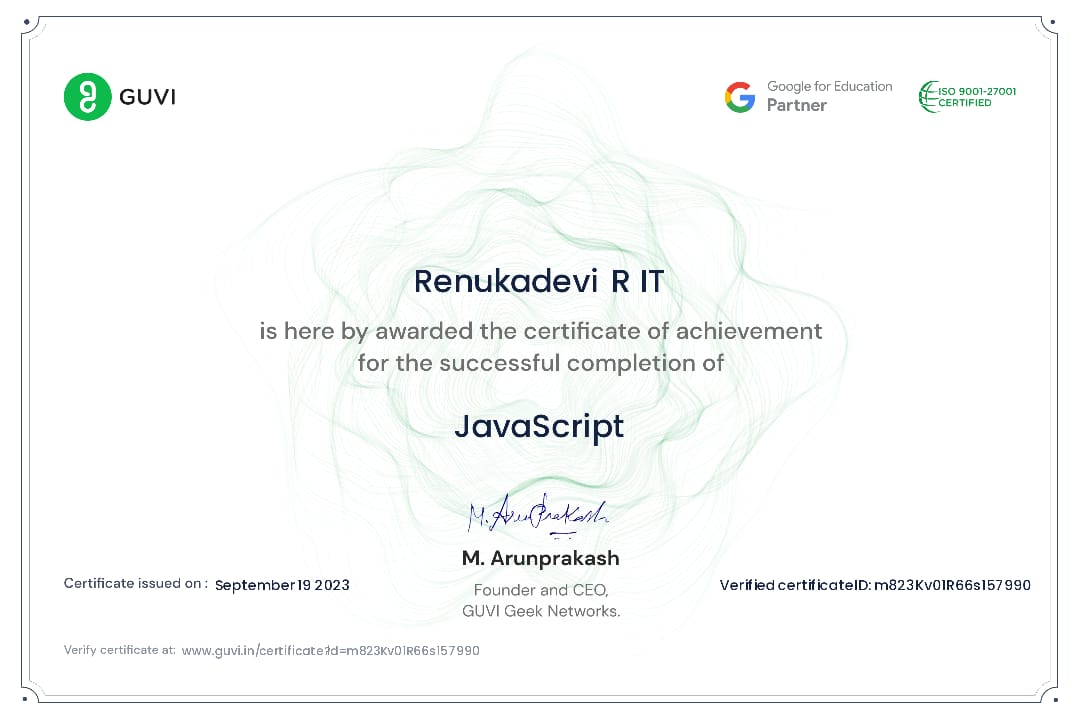 GUVI
Google for Education
Partner
ISO 9001-27001
CERTIFIED
Renukadevi R IT
is here by awarded the certificate of achievement
for the successful completion of
JavaScript
M. Arunprakash
M. Arunprakash
Founder and CEO,
GUVI Geek Networks.
Certificate issued on : September 19 2023
Verified certificateID: m823Kv01R66s157990
Verify certificate at: www.guvi.in/certificate?id=m823Kv01R66s157990